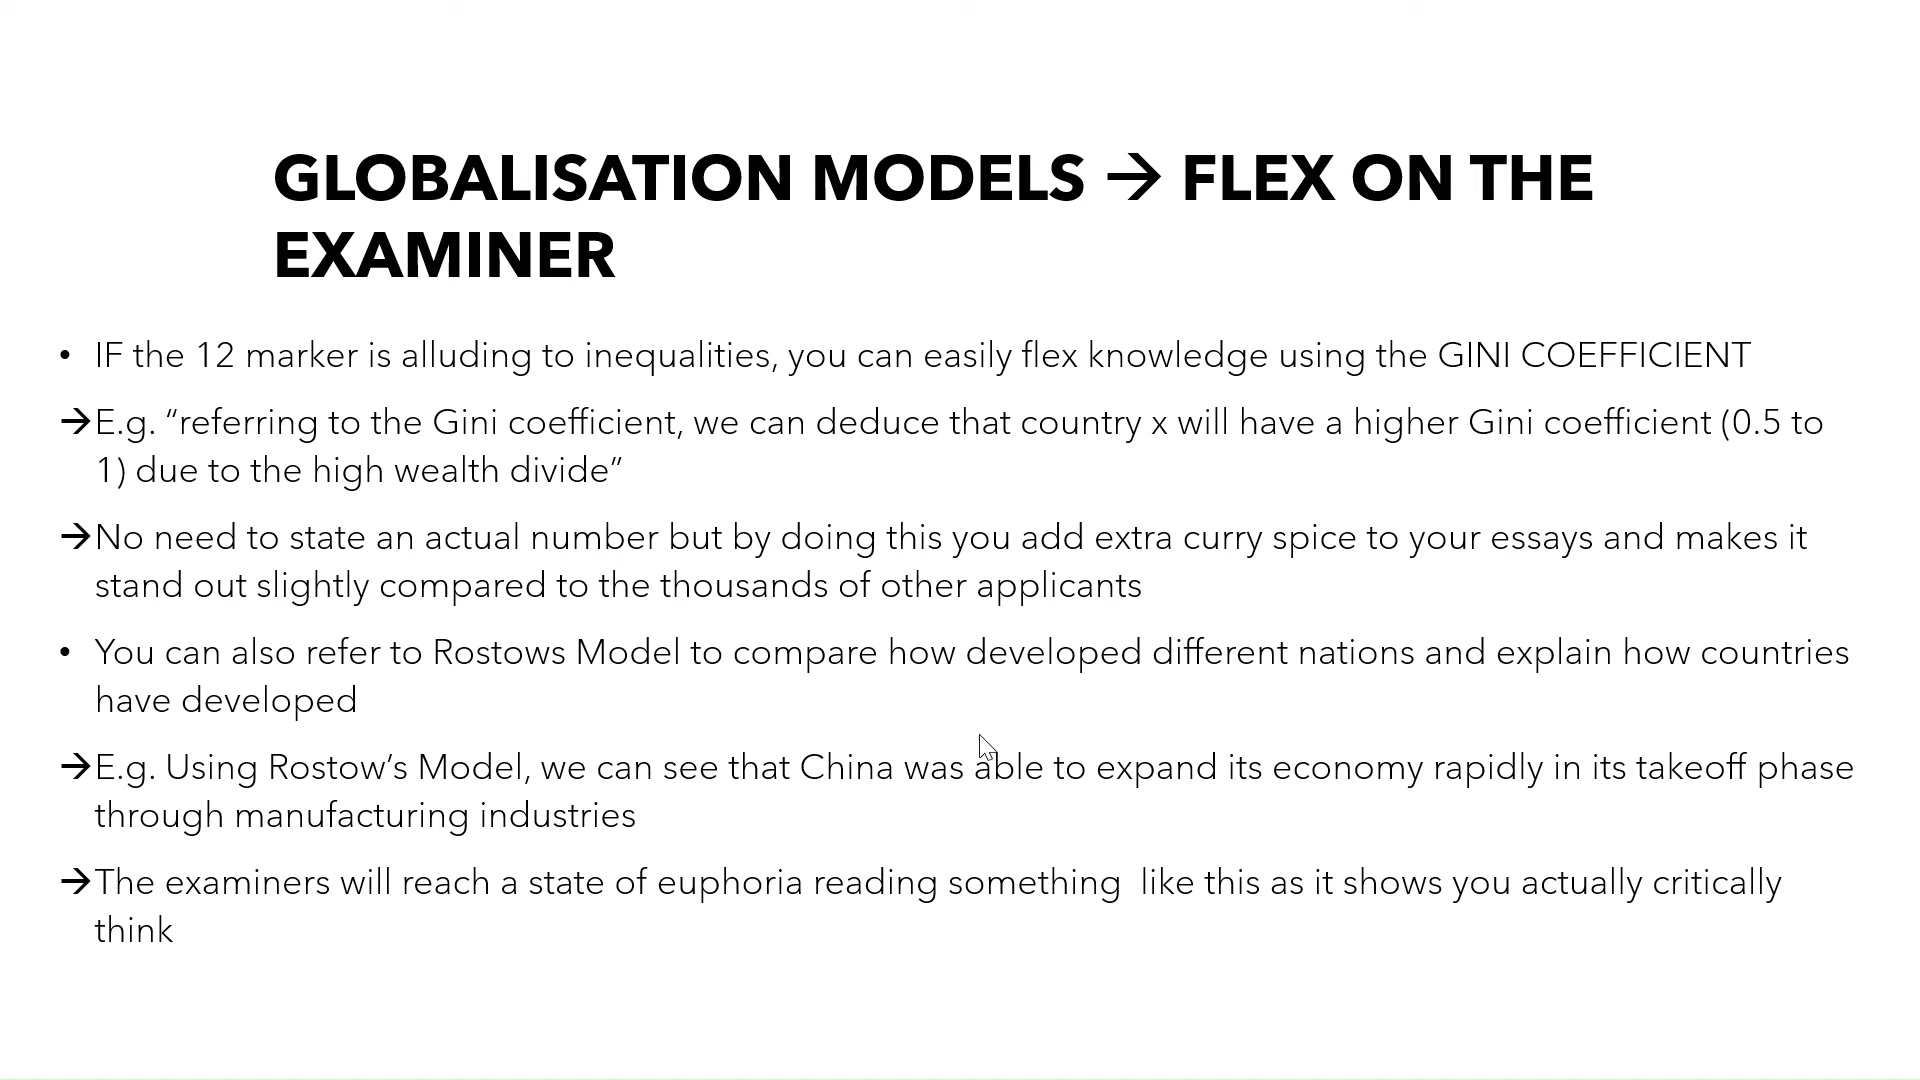 GLOBALISATION MODELS → FLEX ON THE
EXAMINER
• IF the 12 marker is alluding to inequalities, you can easily flex knowledge using the GINI COEFFICIENT
→E.g. “referring to the Gini coefficient, we can deduce that country x will have a higher Gini coefficient (0.5 to
1) due to the high wealth divide”
→No need to state an actual number but by doing this you add extra curry spice to your essays and makes it
stand out slightly compared to the thousands of other applicants
• You can also refer to Rostows Model to compare how developed different nations and explain how countries
have developed
→E.g. Using Rostow’s Model, we can see that China was able to expand its economy rapidly in its takeoff phase
through manufacturing industries
→The examiners will reach a state of euphoria reading something  like this as it shows you actually critically
think